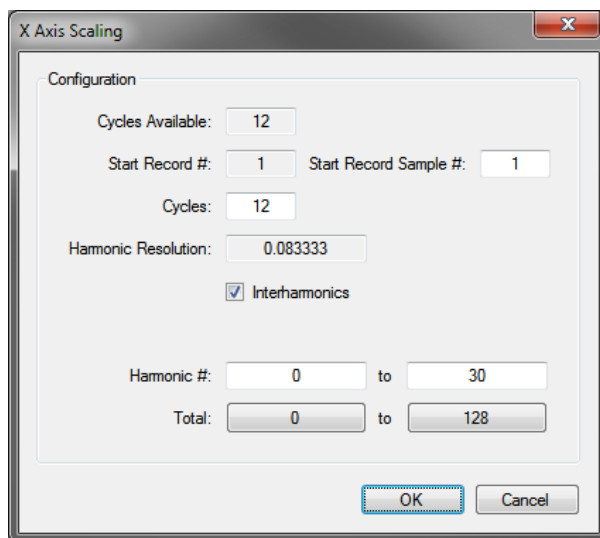 X Axis Scaling
Configuration
Cycles Available: 12
Start Record #: 1 Start Record Sample #: 1
Cycles: 12
Harmonic Resolution: 0.083333
Interharmonics
Harmonic #: 0 to 30
Total: 0 to 128
OK Cancel